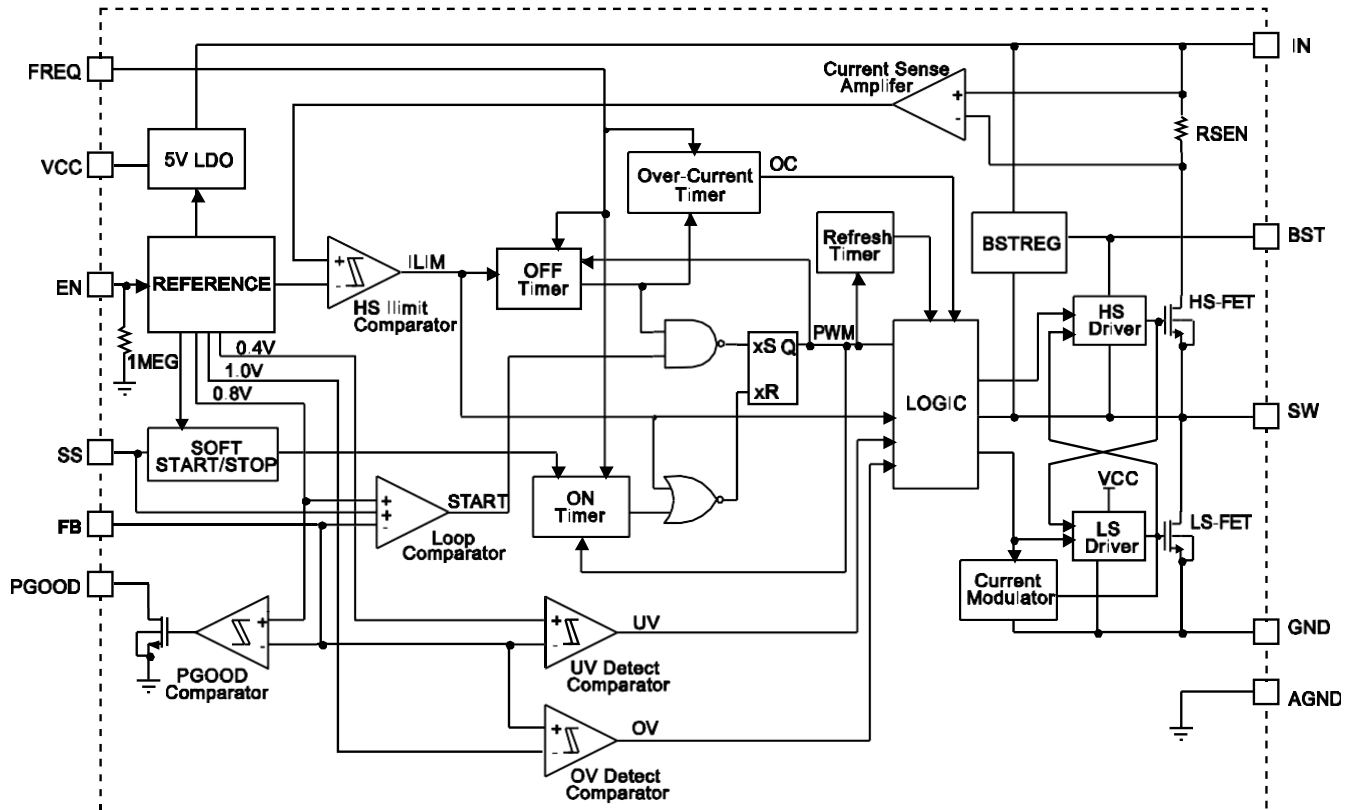 IN
FREQ
Current Sense
Amplifer
+
-
RSEN
5V LDO
VCC
Over-Current
Timer
OC
BSTREG
BST
Refresh
Timer
REFERENCE
EN
1MEG
+
-
ILIM
HS Ilimit
Comparator
OFF
Timer
HS
Driver
HS-FET
0.4V
1.0V
0.8V
xS Q
xR
PWM
LOGIC
SW
SS
SOFT
START/STOP
+
+
-
START
Loop
Comparator
ON
Timer
VCC
LS
Driver
LS-FET
FB
PGOOD
Current
Modulator
+
-
PGOOD
Comparator
+
-
UV
UV Detect
Comparator
GND
AGND
+
-
OV
OV Detect
Comparator